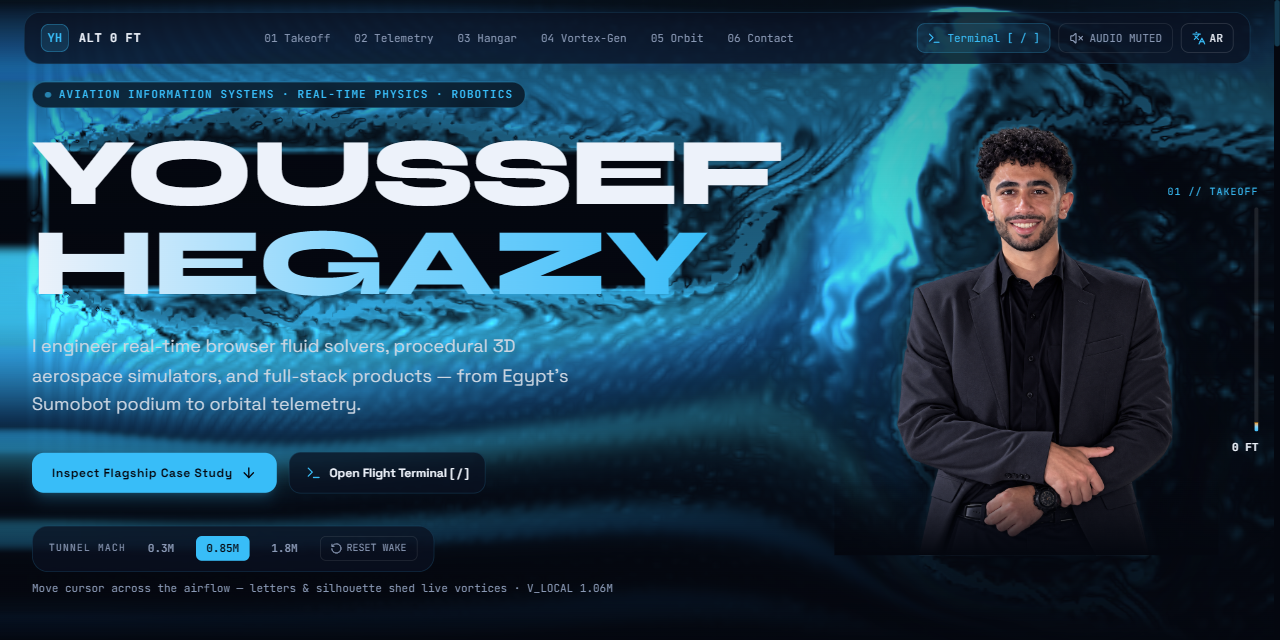 YH ALT 0 FT 01 Takeoff 02 Telemetry 03 Hangar 04 Vortex-Gen 05 Orbit 06 Contact Terminal [ / ] AUDIO MUTED AR
AVIATION INFORMATION SYSTEMS · REAL-TIME PHYSICS · ROBOTICS
YOUSSEF
HEGAZY
01 // TAKEOFF
I engineer real-time browser fluid solvers, procedural 3D
aerospace simulators, and full-stack products — from Egypt's
Sumobot podium to orbital telemetry.
0 FT
Inspect Flagship Case Study ↓ Open Flight Terminal [ / ]
TUNNEL MACH 0.3M 0.85M 1.8M RESET WAKE
Move cursor across the airflow — letters & silhouette shed live vortices · V_LOCAL 1.06M